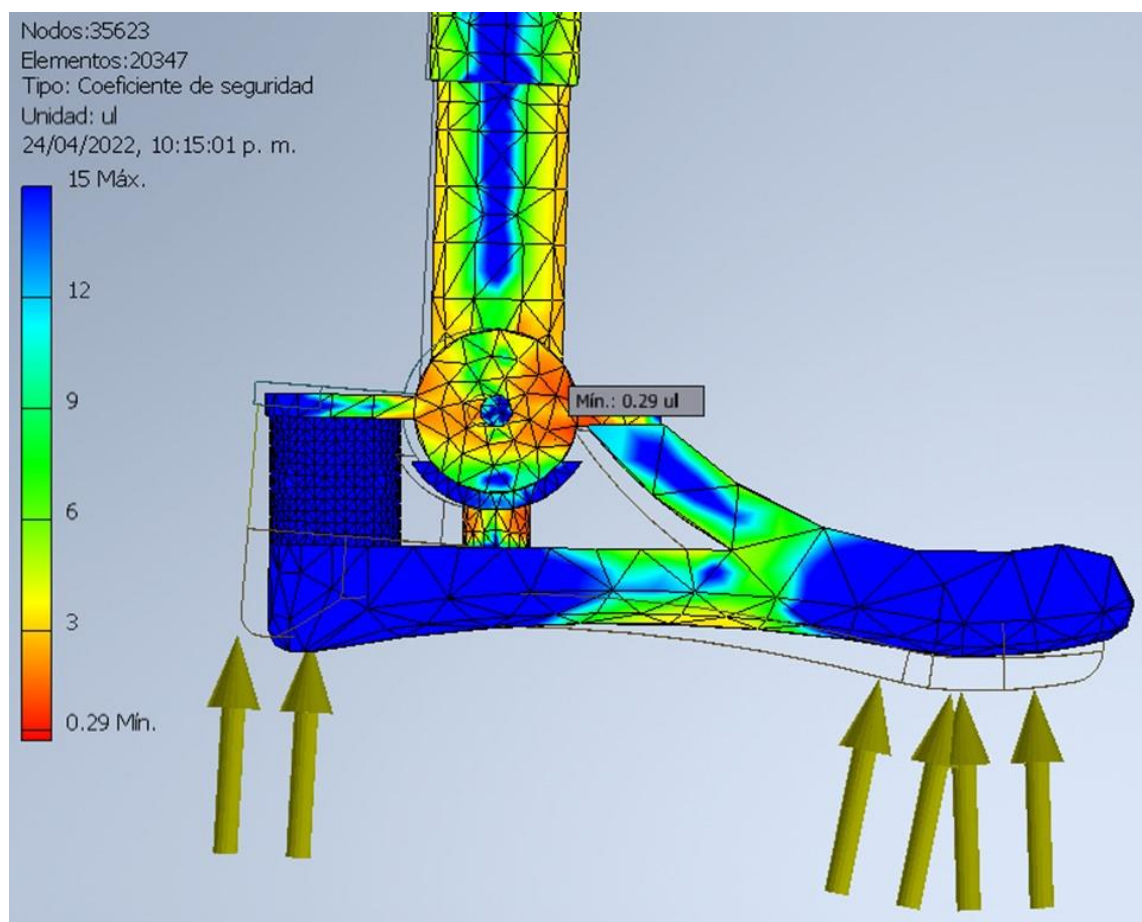 Nodos:35623
Elementos:20347
Tipo: Coeficiente de seguridad
Unidad: ul
24/04/2022, 10:15:01 p. m.
15 Máx.
12
9
6
3
0.29 Mín.
Mín.: 0.29 ul